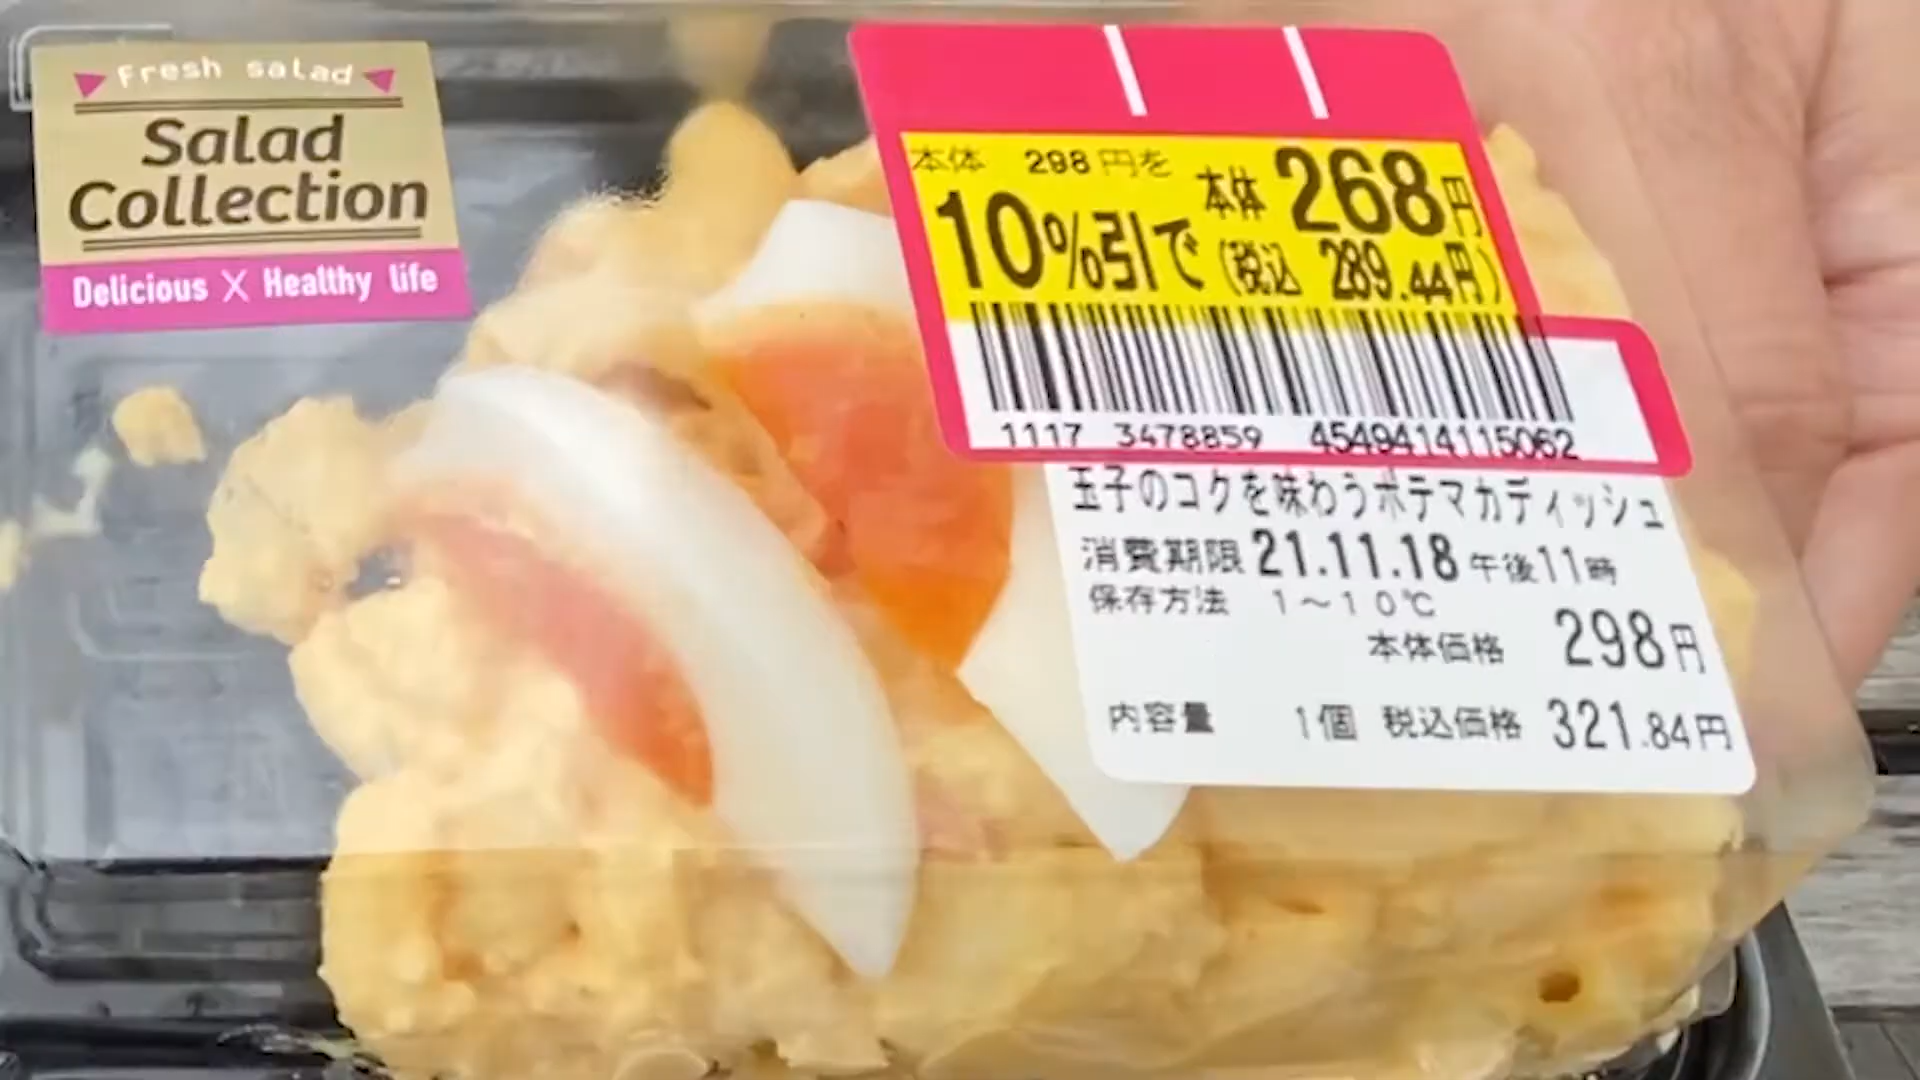 Fresh salad
Salad
Collection
Delicious X Healthy life
本体 298円を
10%引で 本体 268円
(税込 289.44円)
1117 3478859 4549414115062
玉子のコクを味わうポテマカディッシュ
消費期限 21.11.18 午後11時
保存方法 1～10℃
本体価格 298円
内容量 1個 税込価格 321.84円